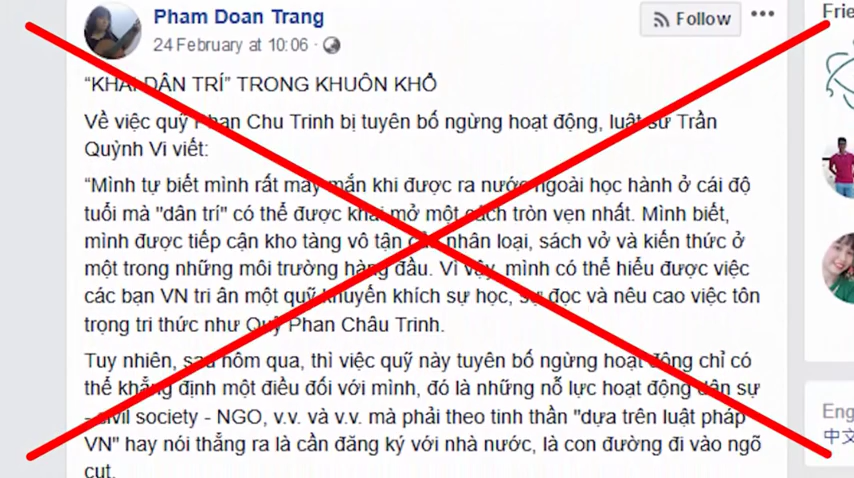 Pham Doan Trang
Follow
24 February at 10:06
"KHAI DÂN TRÍ" TRONG KHUÔN KHỔ
Về việc quỹ Phan Chu Trinh bị tuyên bố ngừng hoạt động, luật sư Trần
Quỳnh Vi viết:
"Mình tự biết mình rất may mắn khi được ra nước ngoài học hành ở cái độ
tuổi mà "dân trí" có thể được khai mở một cách tròn vẹn nhất. Mình biết,
mình được tiếp cận kho tàng vô tận của nhân loại, sách vở và kiến thức ở
một trong những môi trường hàng đầu. Vì vậy, mình có thể hiểu được việc
các bạn VN tri ân một quỹ khuyến khích sự học, sự đọc và nêu cao việc tôn
trọng tri thức như Quỹ Phan Châu Trinh.
Tuy nhiên, sau hôm qua, thì việc quỹ này tuyên bố ngừng hoạt động chỉ có
thể khẳng định một điều đối với mình, đó là những nỗ lực hoạt động dân sự
- civil society - NGO, v.v. và v.v. mà phải theo tinh thần "dựa trên luật pháp
VN" hay nói thẳng ra là cần đăng ký với nhà nước, là con đường đi vào ngõ
cụt.
Frie
Eng
中文